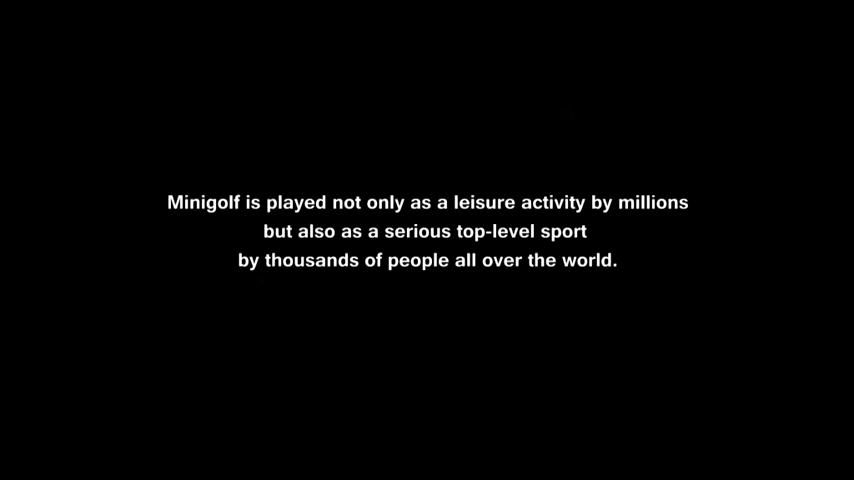 Minigolf is played not only as a leisure activity by millions
but also as a serious top-level sport
by thousands of people all over the world.